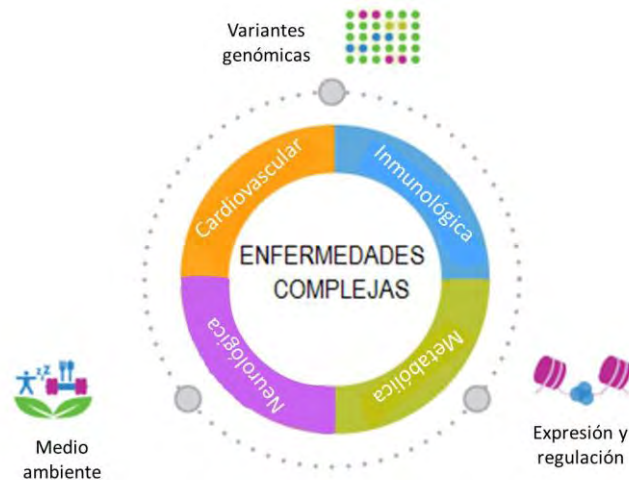 Variantes
genómicas
Cardiovascular
Inmunológica
ENFERMEDADES
COMPLEJAS
Neurológica
Metabólica
Medio
ambiente
Expresión y
regulación